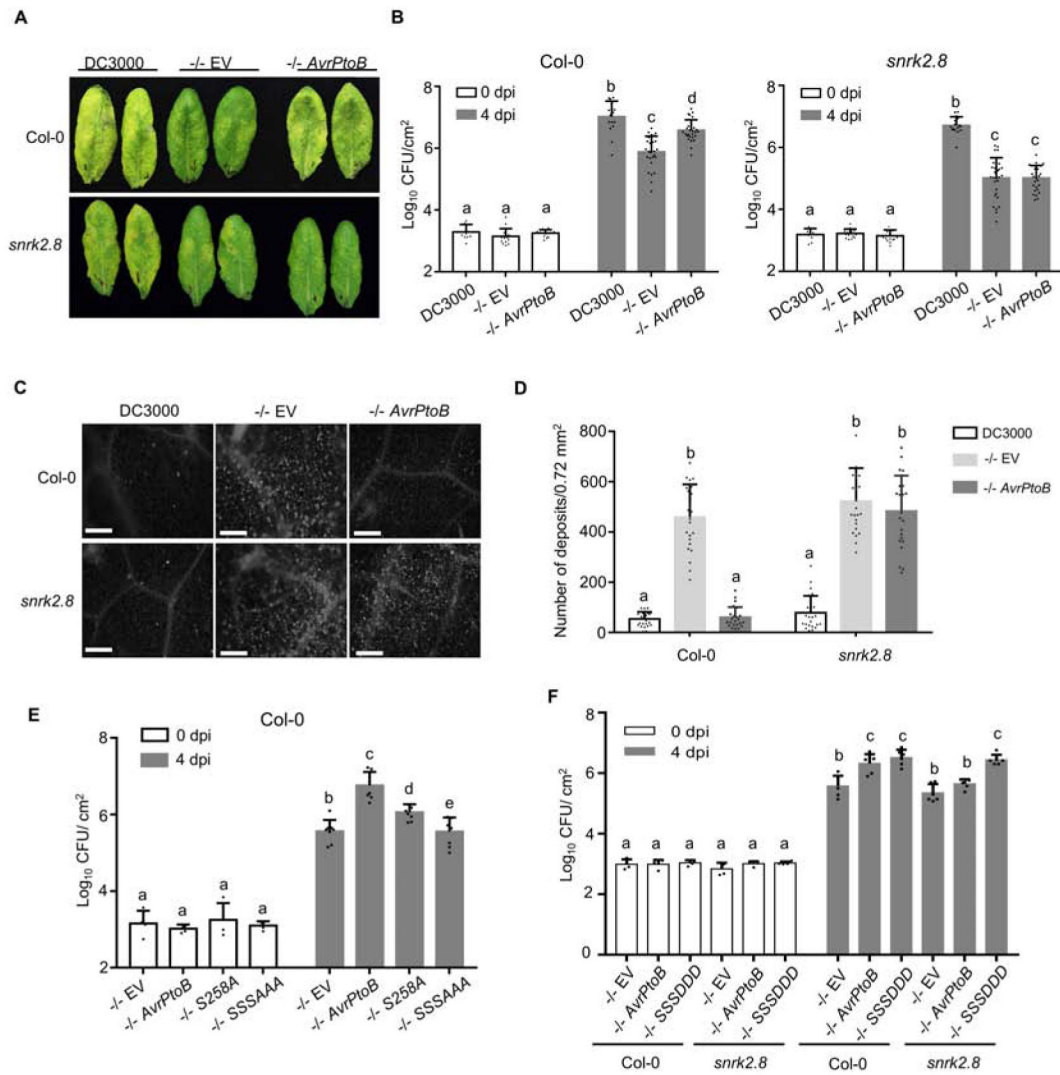 A
DC3000 -/- EV -/- AvrPtoB
Col-0
snrk2.8
B
Col-0
snrk2.8
0 dpi
4 dpi
Log10 CFU/cm2
8
6
4
2
a a a b c d
DC3000 -/- EV -/- AvrPtoB DC3000 -/- EV -/- AvrPtoB
0 dpi
4 dpi
Log10 CFU/cm2
8
6
4
2
a a a b c c
DC3000 -/- EV -/- AvrPtoB DC3000 -/- EV -/- AvrPtoB
C
DC3000 -/- EV -/- AvrPtoB
Col-0
snrk2.8
D
Number of deposits/0.72 mm2
800
600
400
200
0
a b a a b b
Col-0 snrk2.8
DC3000
-/- EV
-/- AvrPtoB
E
Col-0
0 dpi
4 dpi
Log10 CFU/ cm2
8
6
4
2
a a a a b c d e
-/- EV -/- AvrPtoB -/- S258A -/- SSSAAA -/- EV -/- AvrPtoB -/- S258A -/- SSSAAA
F
0 dpi
4 dpi
Log10 CFU/ cm2
8
6
4
2
0
a a a a a a b c c b b c
-/- EV -/- AvrPtoB -/- SSSDDD -/- EV -/- AvrPtoB -/- SSSDDD -/- EV -/- AvrPtoB -/- SSSDDD -/- EV -/- AvrPtoB -/- SSSDDD
Col-0 snrk2.8 Col-0 snrk2.8